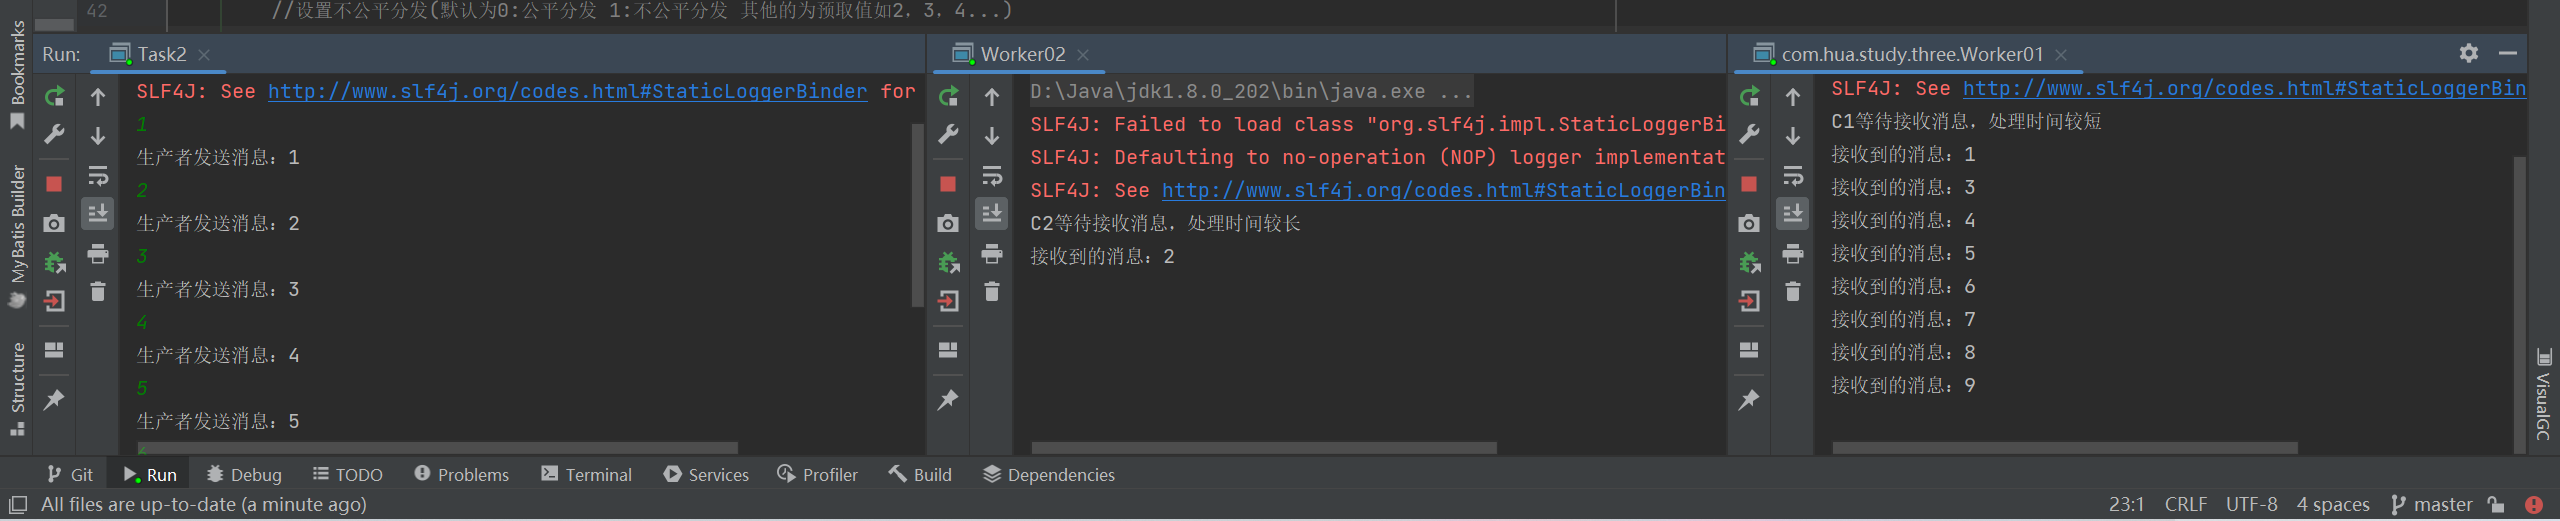 42 //设置不公平分发(默认为0:公平分发 1:不公平分发 其他的为预取值如2, 3, 4...)
Bookmarks
MyBatis Builder
Structure
Run: Task2
SLF4J: See http://www.slf4j.org/codes.html#StaticLoggerBinder for
1
生产者发送消息：1
2
生产者发送消息：2
3
生产者发送消息：3
4
生产者发送消息：4
5
生产者发送消息：5
Worker02
D:\Java\jdk1.8.0_202\bin\java.exe ...
SLF4J: Failed to load class "org.slf4j.impl.StaticLoggerBi
SLF4J: Defaulting to no-operation (NOP) logger implementat
SLF4J: See http://www.slf4j.org/codes.html#StaticLoggerBin
C2等待接收消息，处理时间较长
接收到的消息：2
com.hua.study.three.Worker01
SLF4J: See http://www.slf4j.org/codes.html#StaticLoggerBin
C1等待接收消息，处理时间较短
接收到的消息：1
接收到的消息：3
接收到的消息：4
接收到的消息：5
接收到的消息：6
接收到的消息：7
接收到的消息：8
接收到的消息：9
VisualGC
Git Run Debug TODO Problems Terminal Services Profiler Build Dependencies
All files are up-to-date (a minute ago) 23:1 CRLF UTF-8 4 spaces master